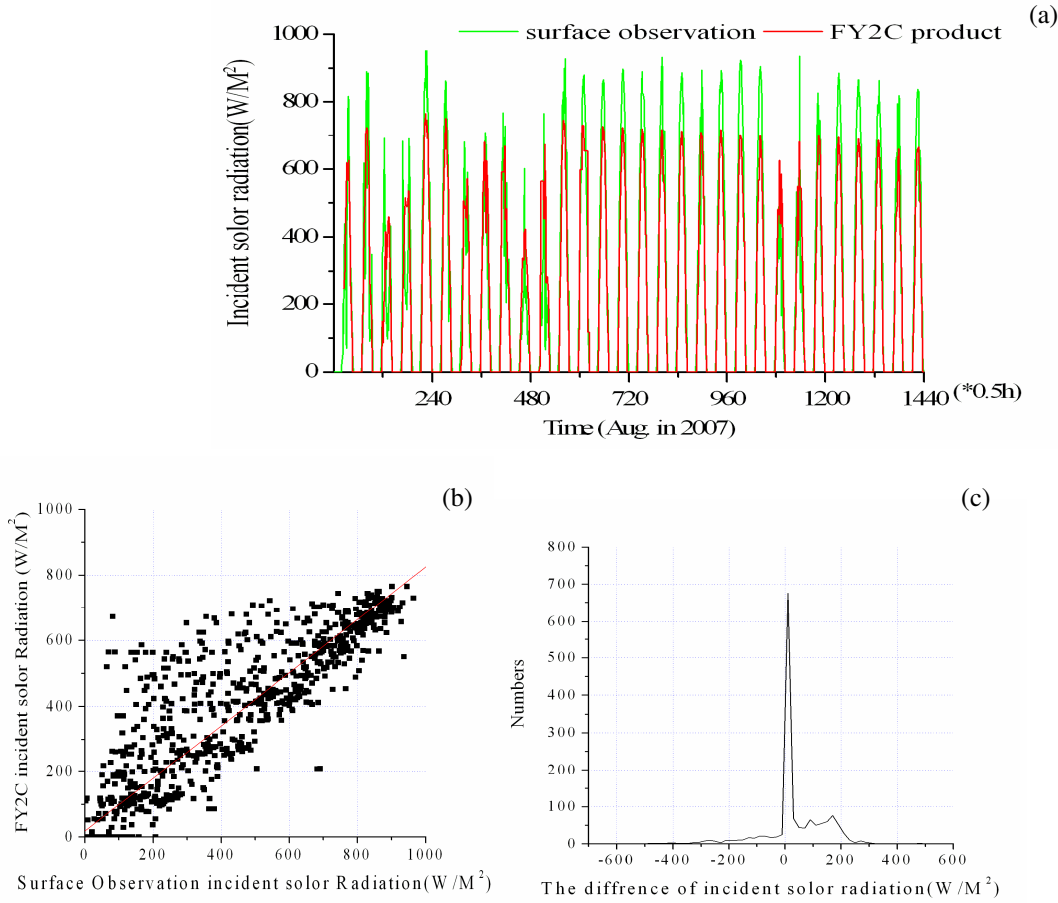 (a)
surface observation FY2C product
Incident solor radiation(W/M²)
1000
800
600
400
200
0
240 480 720 960 1200 1440 (*0.5h)
Time (Aug. in 2007)
(b)
FY2C incident solor Radiation (W/M²)
1000
800
600
400
200
0
0 200 400 600 800 1000
Surface Observation incident solor Radiation(W/M²)
(c)
Numbers
800
700
600
500
400
300
200
100
0
-600 -400 -200 0 200 400 600
The diffrence of incident solor radiation(W/M²)